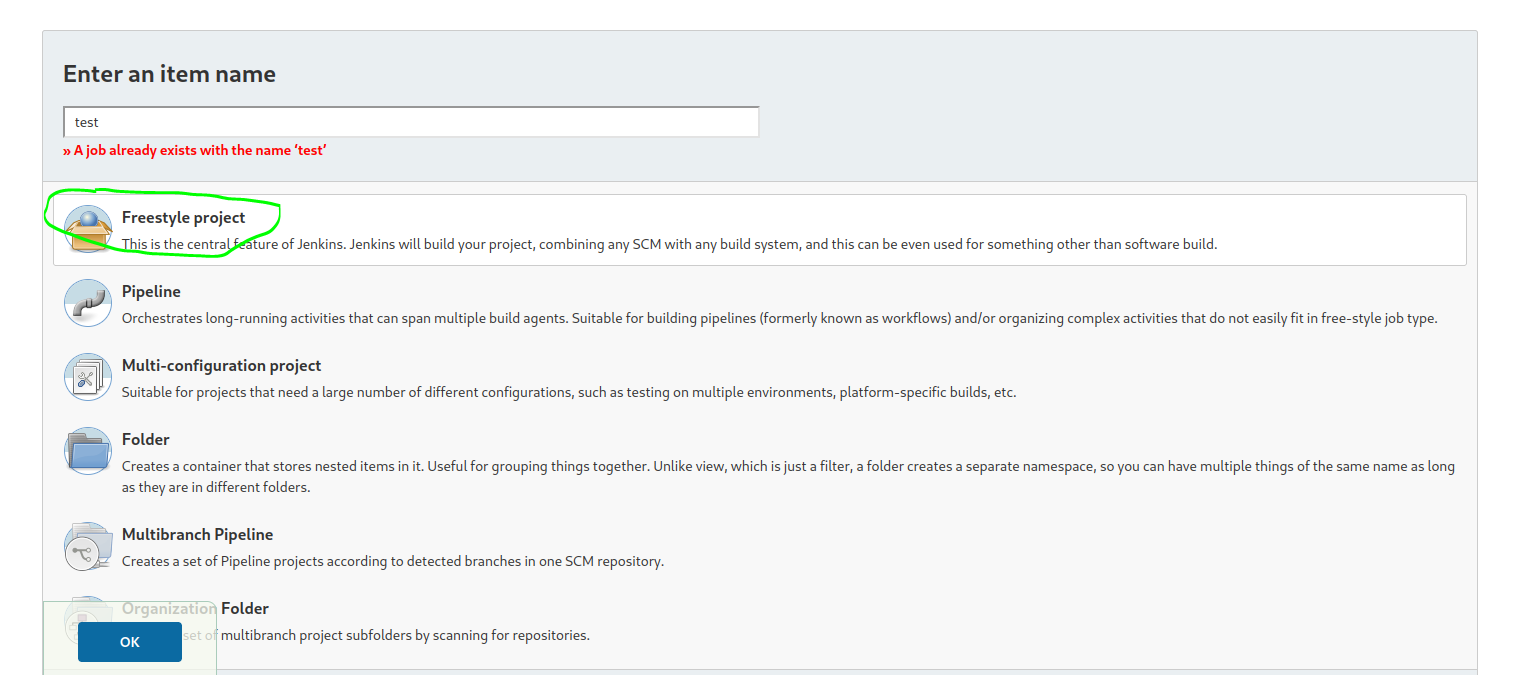 Enter an item name
test
» A job already exists with the name ‘test’
Freestyle project
This is the central feature of Jenkins. Jenkins will build your project, combining any SCM with any build system, and this can be even used for something other than software build.
Pipeline
Orchestrates long-running activities that can span multiple build agents. Suitable for building pipelines (formerly known as workflows) and/or organizing complex activities that do not easily fit in free-style job type.
Multi-configuration project
Suitable for projects that need a large number of different configurations, such as testing on multiple environments, platform-specific builds, etc.
Folder
Creates a container that stores nested items in it. Useful for grouping things together. Unlike view, which is just a filter, a folder creates a separate namespace, so you can have multiple things of the same name as long
as they are in different folders.
Multibranch Pipeline
Creates a set of Pipeline projects according to detected branches in one SCM repository.
Organization Folder
set of multibranch project subfolders by scanning for repositories.
OK